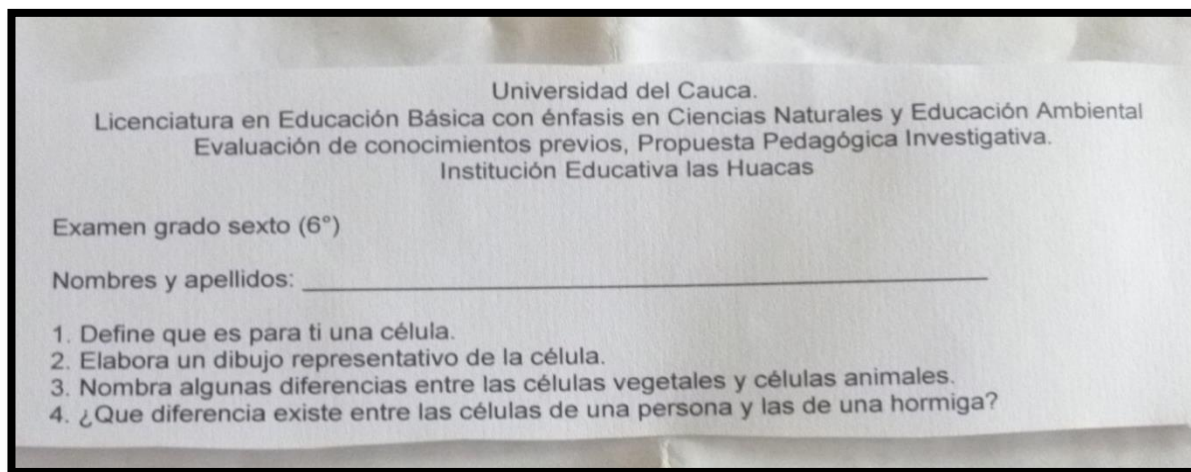 Universidad del Cauca.
Licenciatura en Educación Básica con énfasis en Ciencias Naturales y Educación Ambiental
Evaluación de conocimientos previos, Propuesta Pedagógica Investigativa.
Institución Educativa las Huacas
Examen grado sexto (6°)
Nombres y apellidos:
1. Define que es para ti una célula.
2. Elabora un dibujo representativo de la célula.
3. Nombra algunas diferencias entre las células vegetales y células animales.
4. ¿Que diferencia existe entre las células de una persona y las de una hormiga?